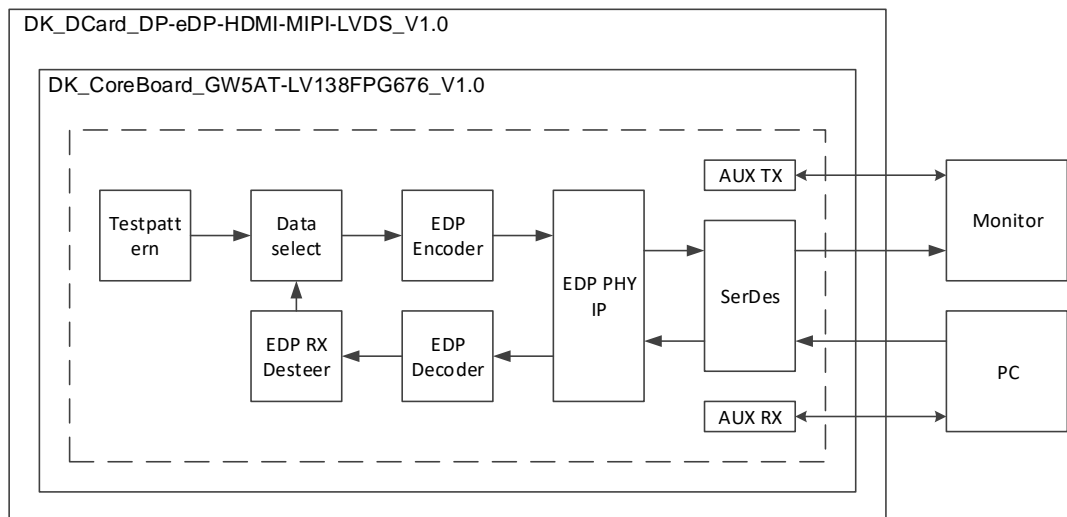 DK_DCard_DP-eDP-HDMI-MIPI-LVDS_V1.0
DK_CoreBoard_GW5AT-LV138FPG676_V1.0
AUX TX
Monitor
Testpatt
ern
Data
select
EDP
Encoder
EDP PHY
IP
SerDes
EDP RX
Desteer
EDP
Decoder
PC
AUX RX